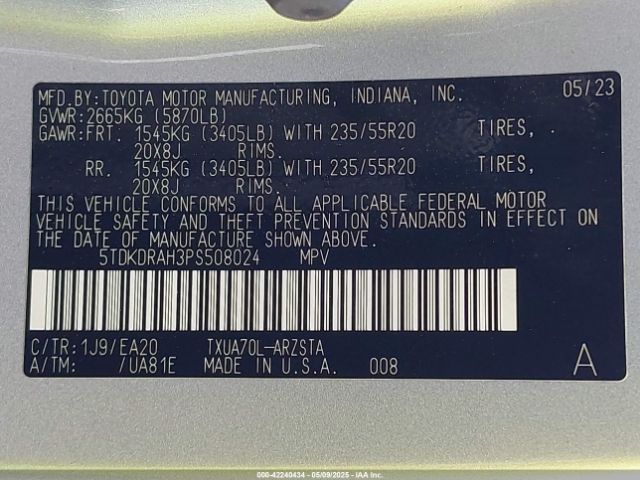 MFD.BY:TOYOTA MOTOR MANUFACTURING, INDIANA, INC. 05/23
GVWR:2665KG (5870LB)
GAWR:FRT. 1545KG (3405LB) WITH 235/55R20 TIRES,
20X8J RIMS.
RR. 1545KG (3405LB) WITH 235/55R20 TIRES,
20X8J RIMS.
THIS VEHICLE CONFORMS TO ALL APPLICABLE FEDERAL MOTOR
VEHICLE SAFETY AND THEFT PREVENTION STANDARDS IN EFFECT ON
THE DATE OF MANUFACTURE SHOWN ABOVE.
5TDKDRAH3PS508024 MPV
C/TR:1J9/EA20 TXUA70L-ARZSTA
A/TM: /UA81E MADE IN U.S.A. 008 A
000-42240434 - 05/09/2025 - IAA Inc.